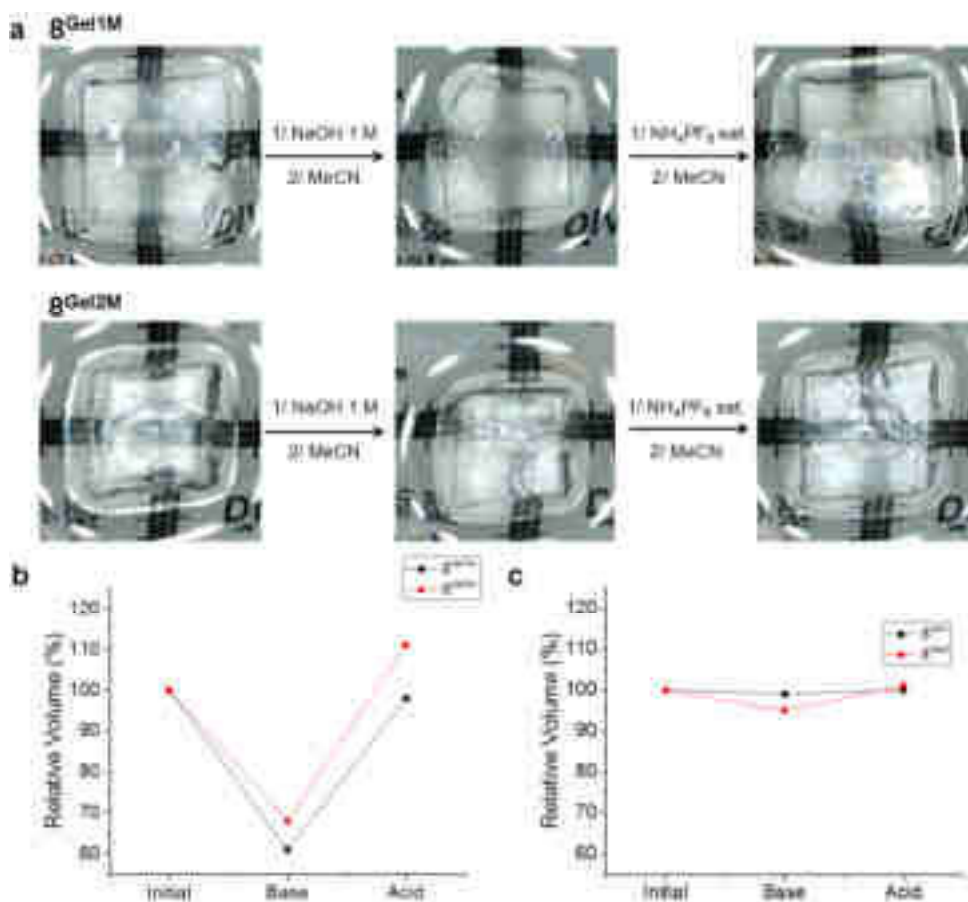 a 8Gel1M
1/ NaOH 1 M
2/ MeCN
1/ NH4PF6 sat.
2/ MeCN
8Gel2M
1/ NaOH 1 M
2/ MeCN
1/ NH4PF6 sat.
2/ MeCN
b
Relative Volume (%)
120
110
100
90
80
70
60
Initial Base Acid
c
Relative Volume (%)
120
110
100
90
80
70
60
Initial Base Acid